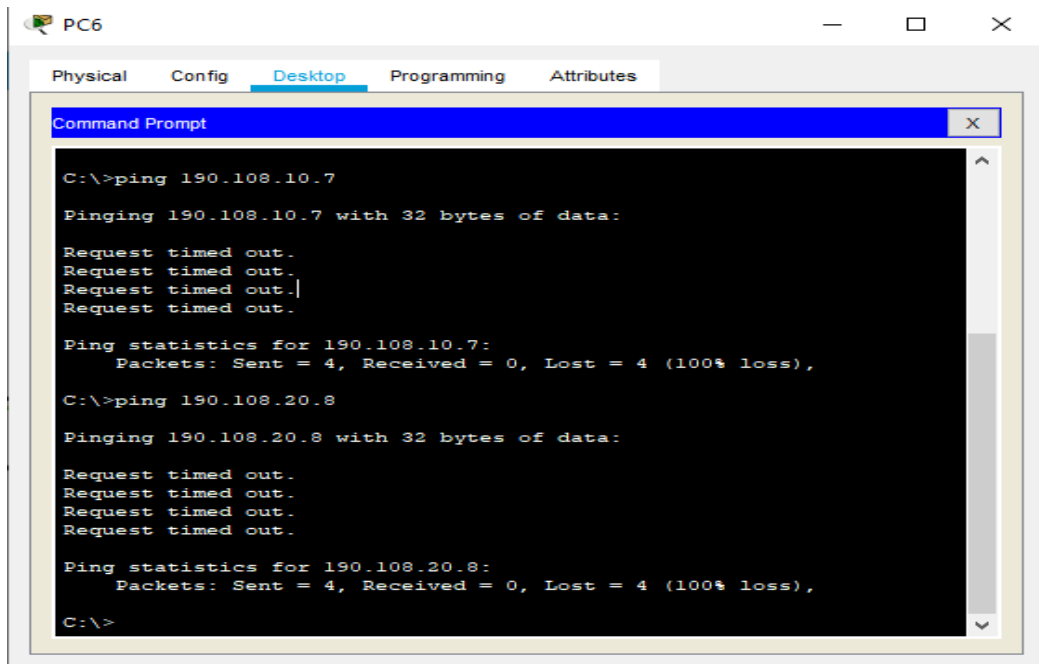 PC6
Physical Config Desktop Programming Attributes
Command Prompt X
C:\>ping 190.108.10.7
Pinging 190.108.10.7 with 32 bytes of data:
Request timed out.
Request timed out.
Request timed out.
Request timed out.
Ping statistics for 190.108.10.7:
Packets: Sent = 4, Received = 0, Lost = 4 (100% loss),
C:\>ping 190.108.20.8
Pinging 190.108.20.8 with 32 bytes of data:
Request timed out.
Request timed out.
Request timed out.
Request timed out.
Ping statistics for 190.108.20.8:
Packets: Sent = 4, Received = 0, Lost = 4 (100% loss),
C:\>